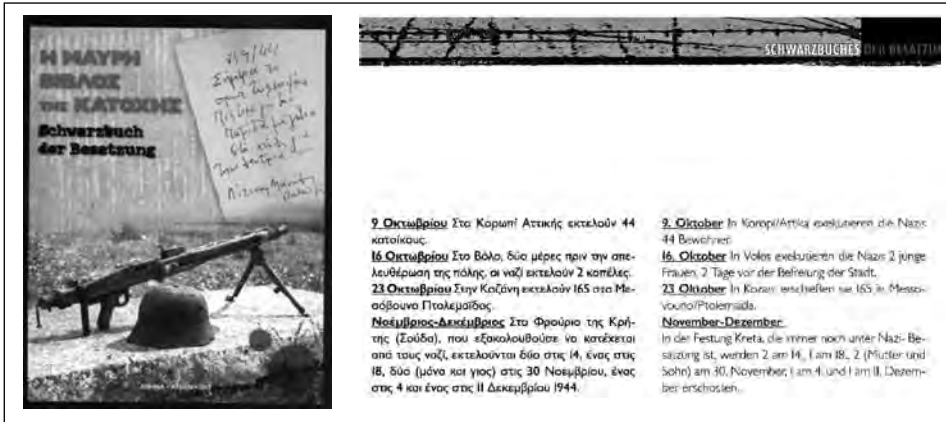 Η ΜΑΥΡΗ
ΒΙΒΛΟΣ
ΤΗΣ ΚΑΤΟΧΗΣ
Schwarzbuch
der Besetzung
SCHWARZBUCHES DER BESATZUN
9 Οκτωβρίου Στο Κορωπί Αττικής εκτελούν 44
κατοίκους.
16 Οκτωβρίου Στο Βόλο, δύο μέρες πριν την απε-
λευθέρωση της πόλης, οι ναζί εκτελούν 2 κοπέλες.
23 Οκτωβρίου Στην Κοζάνη εκτελούν 165 στο Με-
σόβουνο Πτολεμαΐδος.
Νοέμβριος-Δεκέμβριος Στο Φρούριο της Κρή-
της (Σούδα), που εξακολουθούσε να κατέχεται
από τους ναζί, εκτελούνται δύο στις 14, ένας στις
18, δύο (μάνα και γιος) στις 30 Νοεμβρίου, ένας
στις 4 και ένας στις 11 Δεκεμβρίου 1944.
9. Oktober In Koropi/Attika exekutieren die Nazis
44 Bewohner.
16. Oktober In Volos exekutieren die Nazis 2 junge
Frauen, 2 Tage vor der Befreiung der Stadt.
23 Oktober In Kozani erschießen sie 165 in Messo-
vouno/Ptolemaida.
November-Dezember
In der Festung Kreta, die immer noch unter Nazi- Be-
satzung ist, werden 2 am 14., 1 am 18., 2 (Mutter und
Sohn) am 30. November, 1 am 4. und 1 am 11. Dezem-
ber erschossen.